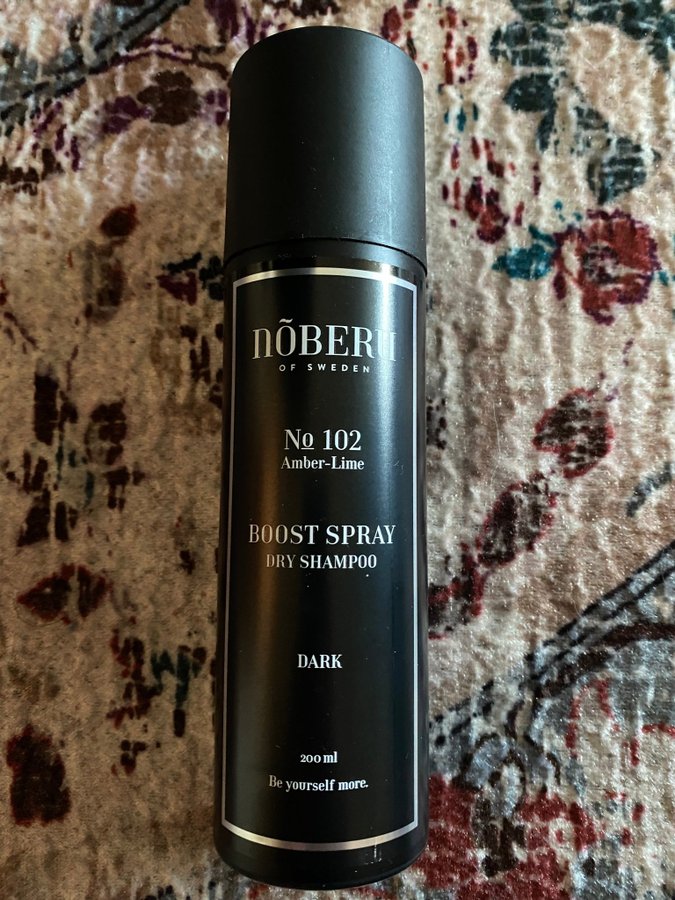 nõBERU
OF SWEDEN
No 102
Amber-Lime
BOOST SPRAY
DRY SHAMPOO
DARK
200 ml
Be yourself more.